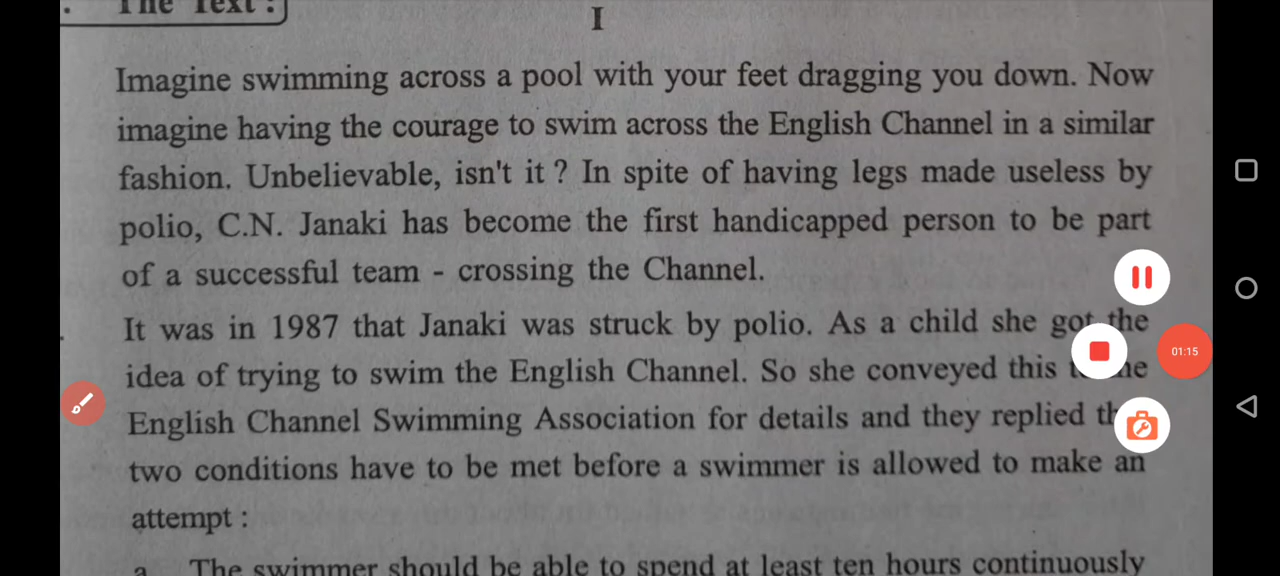 The Text :
I
Imagine swimming across a pool with your feet dragging you down. Now
imagine having the courage to swim across the English Channel in a similar
fashion. Unbelievable, isn't it ? In spite of having legs made useless by
polio, C.N. Janaki has become the first handicapped person to be part
of a successful team - crossing the Channel.
It was in 1987 that Janaki was struck by polio. As a child she got the
idea of trying to swim the English Channel. So she conveyed this
01:15
English Channel Swimming Association for details and they replied
two conditions have to be met before a swimmer is allowed to make an
attempt :
a The swimmer should be able to spend at least ten hours continuously